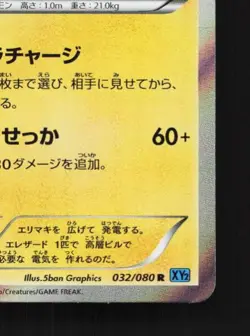 モン 高さ：1.0m 重さ：21.0kg
ラチャージ
枚まで選び、相手に見せてから、
る。
せっか 60+
30ダメージを追加。
エリマキを 広げて 発電する。
エレザード 1匹で 高層ビルで
必要な 電気を 作れるのだ。
Illus.5ban Graphics 032/080 R XY2
o/Creatures/GAME FREAK.